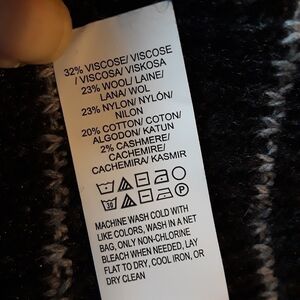 32% VISCOSE/ VISCOSE
/ VISCOSA/ VISKOSA
23% WOOL/ LAINE/
LANA/ WOL
23% NYLON/ NYLÓN/
NILON
20% COTTON/ COTON/
ALGODON/ KATUN
2% CASHMERE/
CACHEMIRE/
CACHEMIRA/ KASMIR
30
P
MACHINE WASH COLD WITH
LIKE COLORS, WASH IN A NET
BAG, ONLY NON-CHLORINE
BLEACH WHEN NEEDED, LAY
FLAT TO DRY, COOL IRON, OR
DRY CLEAN